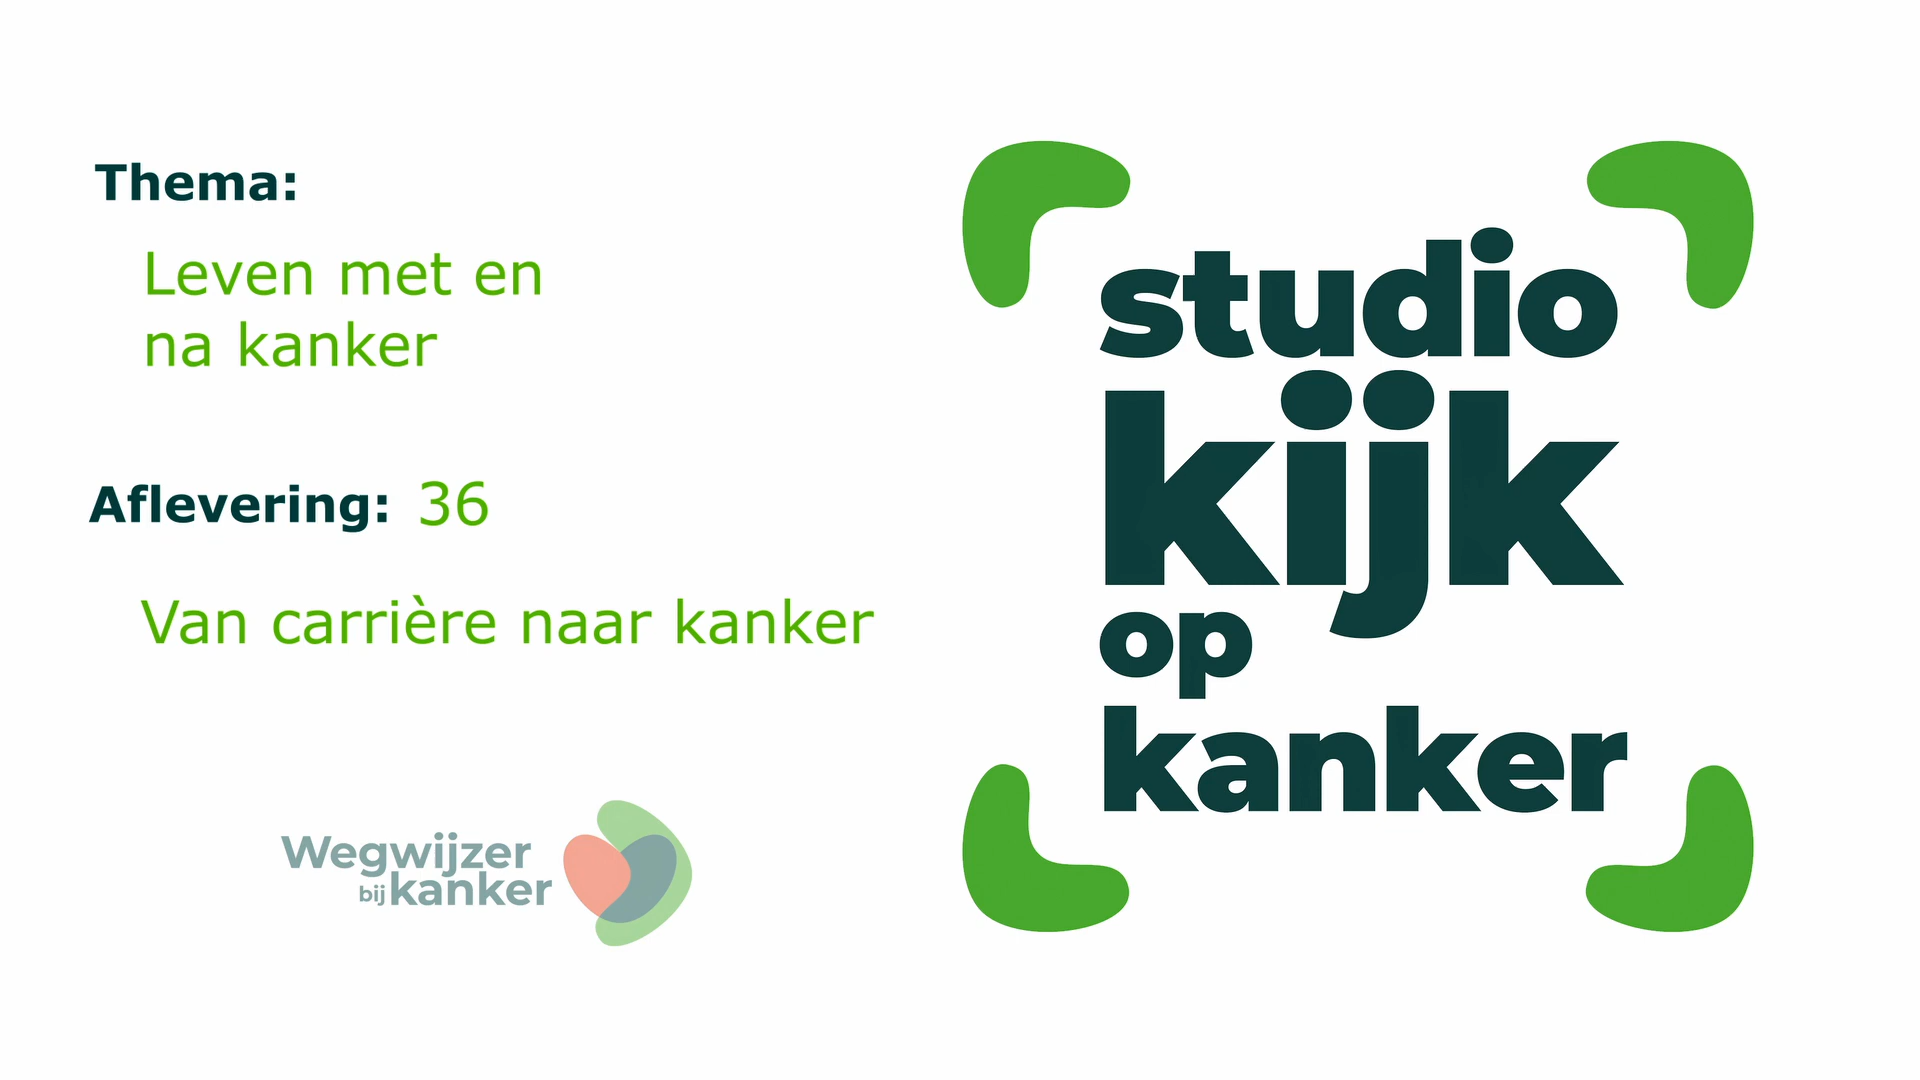 Thema:
Leven met en
na kanker
Aflevering: 36
Van carrière naar kanker
Wegwijzer
bij kanker
studio
kijk
op
kanker